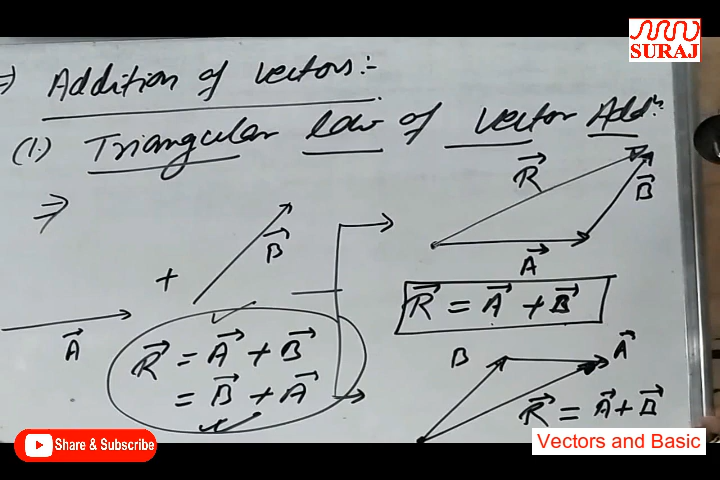 SURAJ
⇒ Addition of vectors:-
(1.) Triangular law of vector Addⁿ:
⇒
R⃗
B⃗
A⃗
B⃗
+
A⃗
R⃗ = A⃗ + B⃗
R⃗ = A⃗ + B⃗
= B⃗ + A⃗
B
A⃗
R⃗ = A⃗ + B⃗
Share & Subscribe
Vectors and Basic